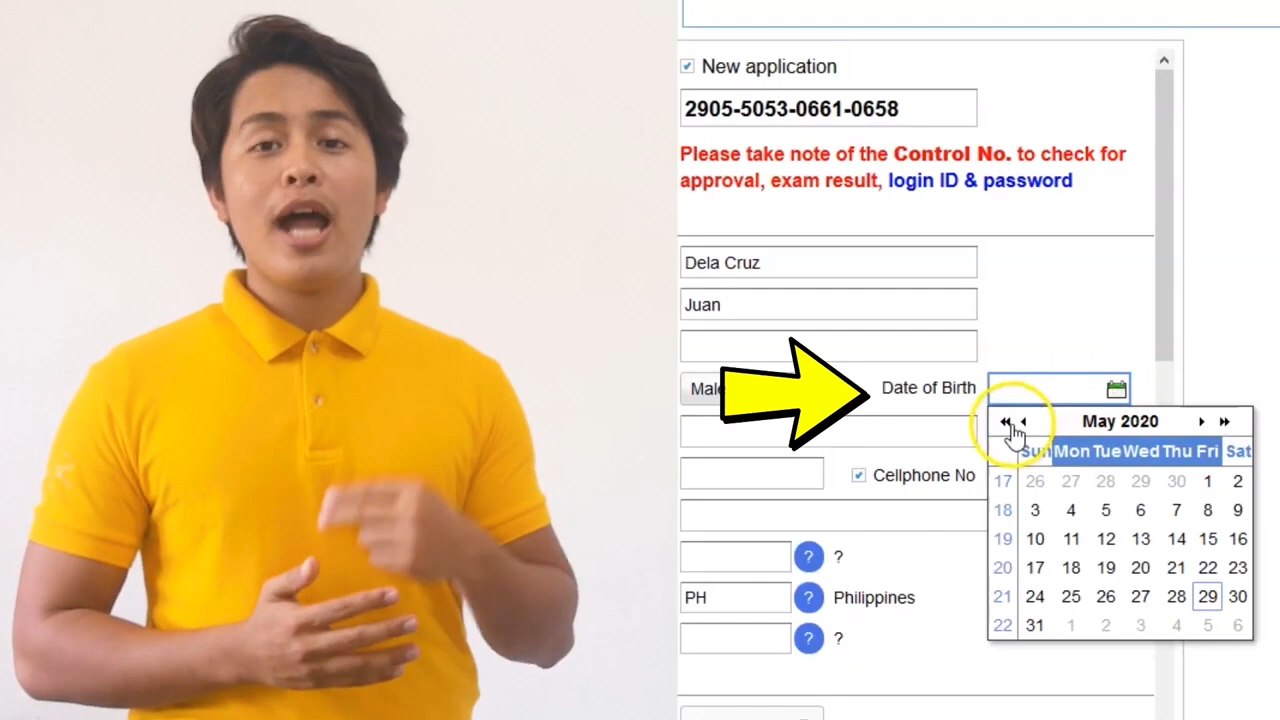 New application
2905-5053-0661-0658
Please take note of the Control No. to check for
approval, exam result, login ID & password
Dela Cruz
Juan
Date of Birth
May 2020
Sun Mon Tue Wed Thu Fri Sat
17 26 27 28 29 30 1 2
18 3 4 5 6 7 8 9
19 10 11 12 13 14 15 16
20 17 18 19 20 21 22 23
21 24 25 26 27 28 29 30
22 31 1 2 3 4 5 6
Cellphone No
? ?
PH ? Philippines
? ?